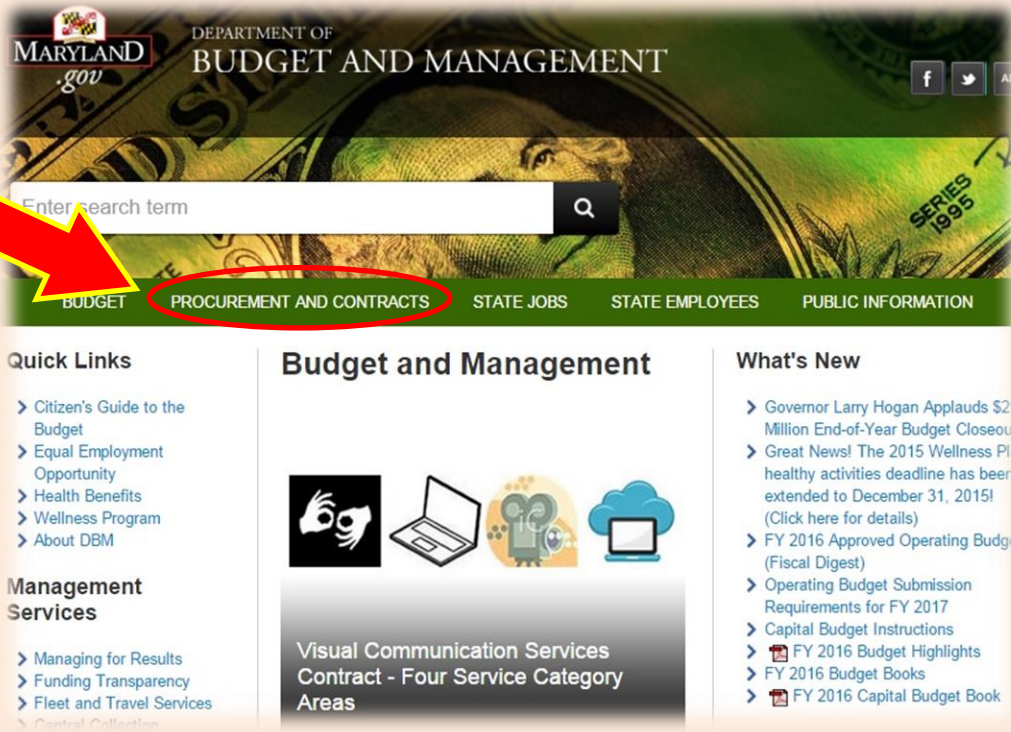 MARYLAND
.gov
DEPARTMENT OF
BUDGET AND MANAGEMENT
f
SERIES
1995
Enter search term
BUDGET
PROCUREMENT AND CONTRACTS
STATE JOBS
STATE EMPLOYEES
PUBLIC INFORMATION
Quick Links
Citizen's Guide to the
Budget
Equal Employment
Opportunity
Health Benefits
Wellness Program
About DBM
Management
Services
Managing for Results
Funding Transparency
Fleet and Travel Services
Central Collection
Budget and Management
Visual Communication Services
Contract - Four Service Category
Areas
What's New
Governor Larry Hogan Applauds
Million End-of-Year Budget
Great News! The 2015 Wellness
healthy activities deadline has been
extended to December 31, 2015!
(Click here for details)
FY 2016 Approved Operating
(Fiscal Digest)
Operating Budget Submission
Requirements for FY 2017
Capital Budget Instructions
FY 2016 Budget Highlights
FY 2016 Budget Books
FY 2016 Capital Budget Book